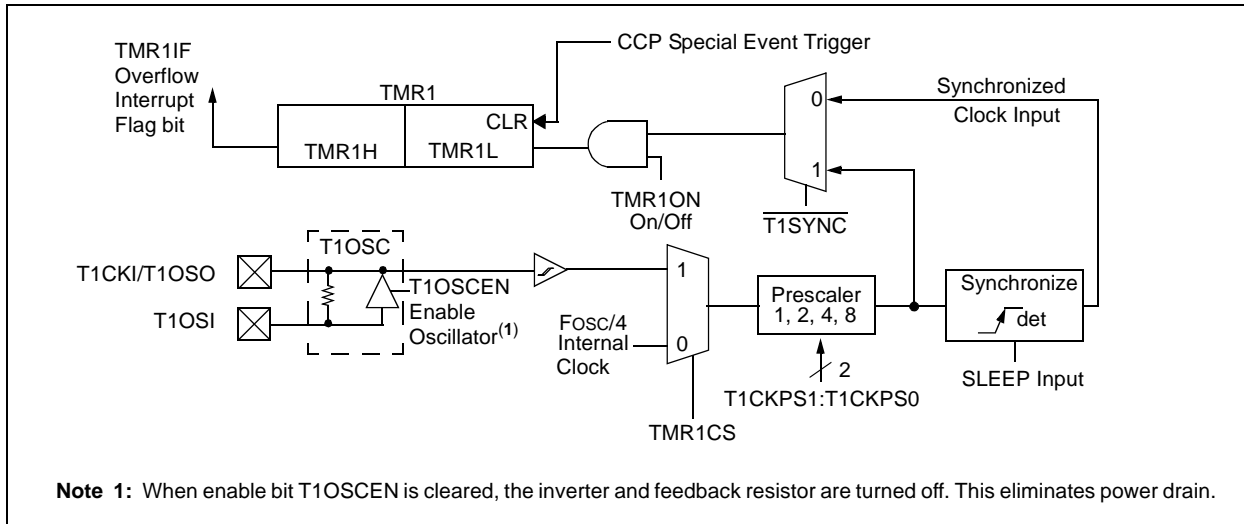 TMR1IF
Overflow
Interrupt
Flag bit
CCP Special Event Trigger
TMR1
CLR
TMR1H
TMR1L
0
1
Synchronized
Clock Input
TMR1ON
On/Off
T1SYNC
T1OSC
T1CKI/T1OSO
T1OSI
T1OSCEN
Enable
Oscillator(1)
FOSC/4
Internal
Clock
1
0
TMR1CS
Prescaler
1, 2, 4, 8
2
T1CKPS1:T1CKPS0
Synchronize
det
SLEEP Input
Note 1: When enable bit T1OSCEN is cleared, the inverter and feedback resistor are turned off. This eliminates power drain.